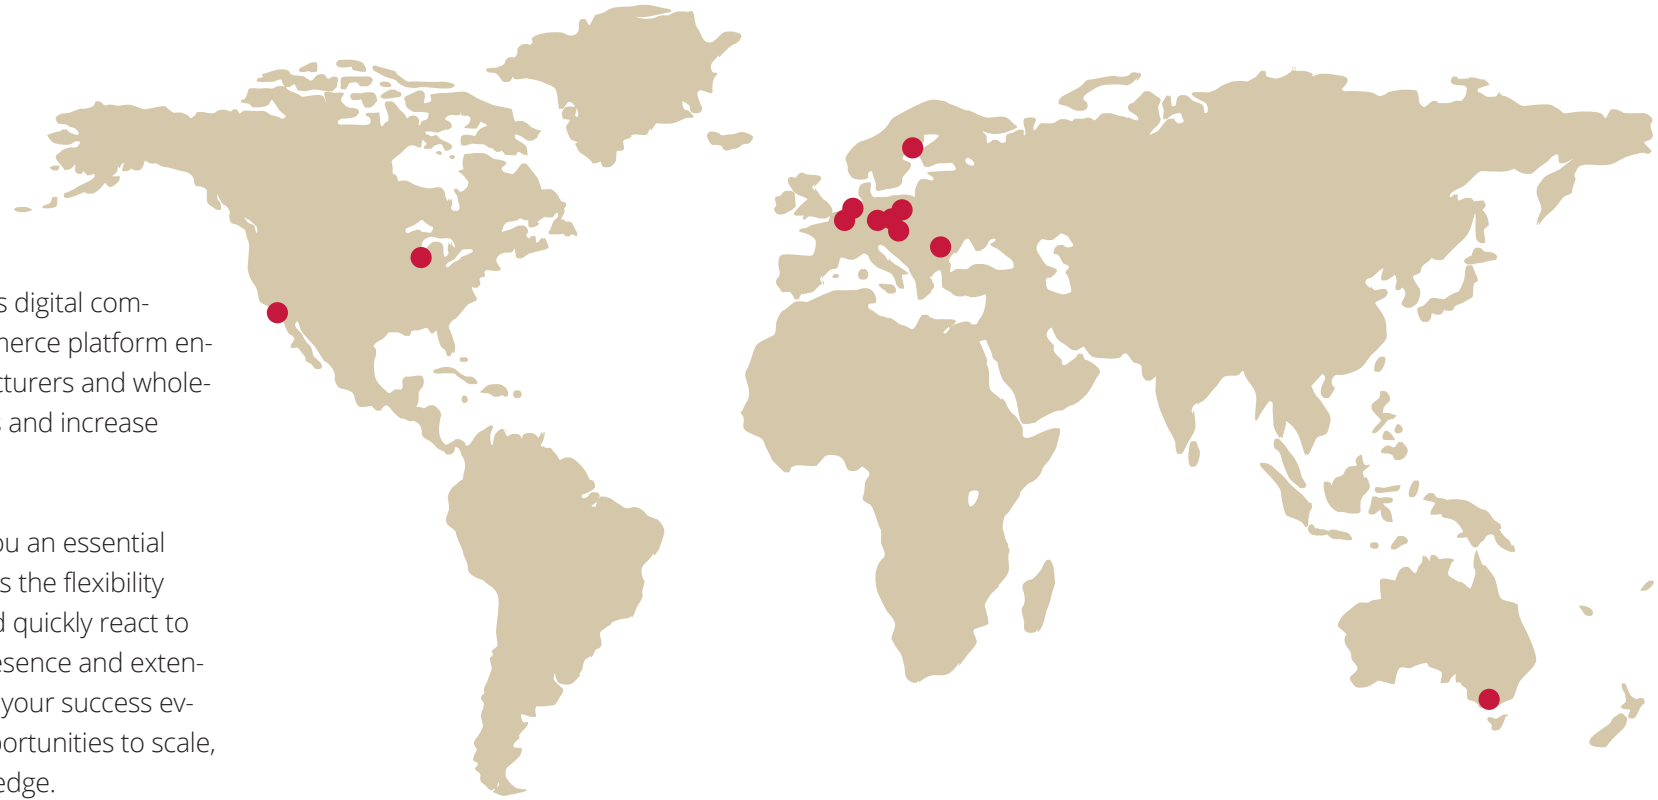 s digital com-
merce platform en-
cturers and whole-
s and increase
ou an essential
s the flexibility
d quickly react to
esence and exten-
your success ev-
portunities to scale,
edge.